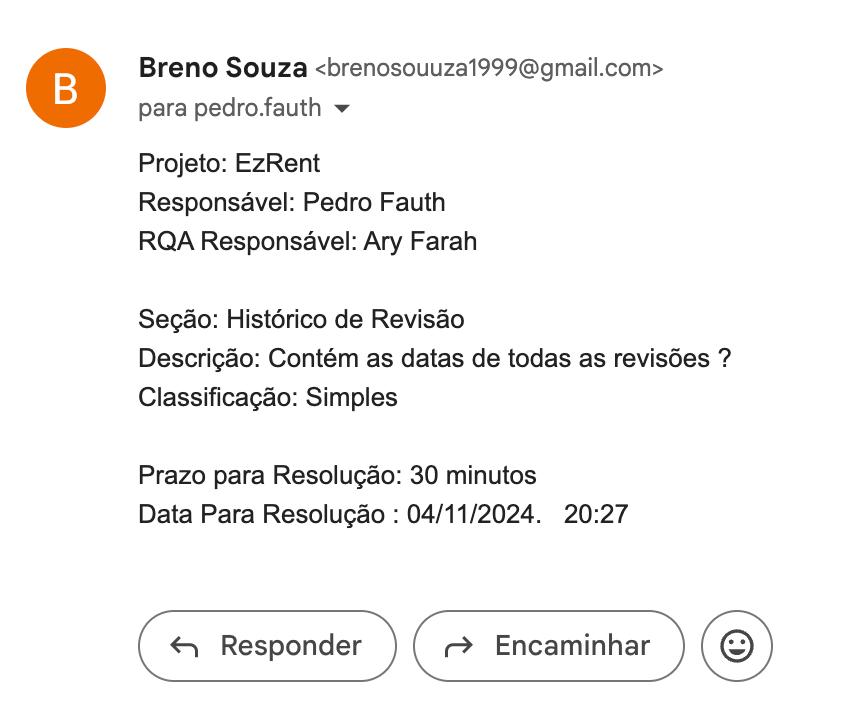 B
Breno Souza <brenosouuza1999@gmail.com>
para pedro.fauth
Projeto: EzRent
Responsável: Pedro Fauth
RQA Responsável: Ary Farah
Seção: Histórico de Revisão
Descrição: Contém as datas de todas as revisões ?
Classificação: Simples
Prazo para Resolução: 30 minutos
Data Para Resolução : 04/11/2024.   20:27
Responder
Encaminhar